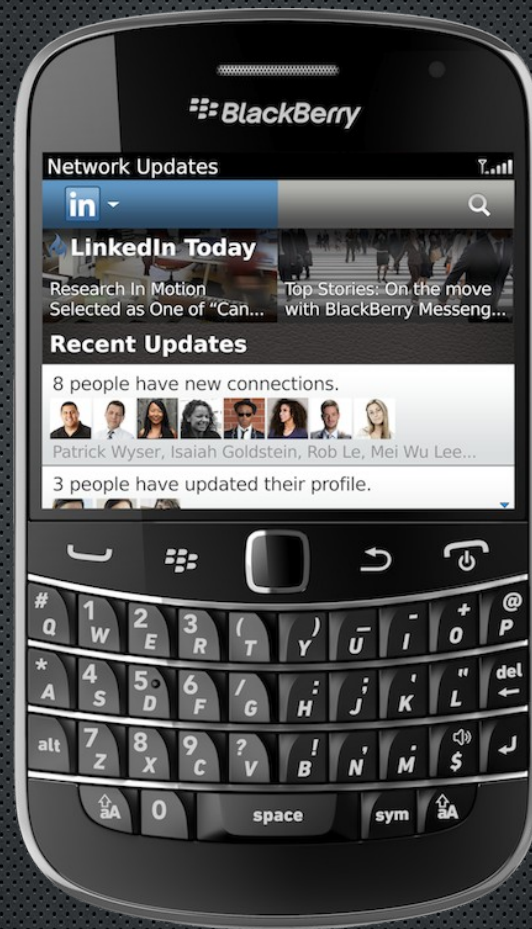 BlackBerry
Network Updates
in
LinkedIn Today
Research In Motion
Selected as One of “Can...
Top Stories: On the move
with BlackBerry Messeng...
Recent Updates
8 people have new connections.
Patrick Wyser, Isaiah Goldstein, Rob Le, Mei Wu Lee...
3 people have updated their profile.
# Q 1 W 2 E 3 R ( T ) Y _ U - I + O @ P
* A 4 S 5 D 6 F / G : H ; J ' K " L del
alt 7 Z 8 X 9 C ? V ! B , N . M $
aA 0 space sym aA